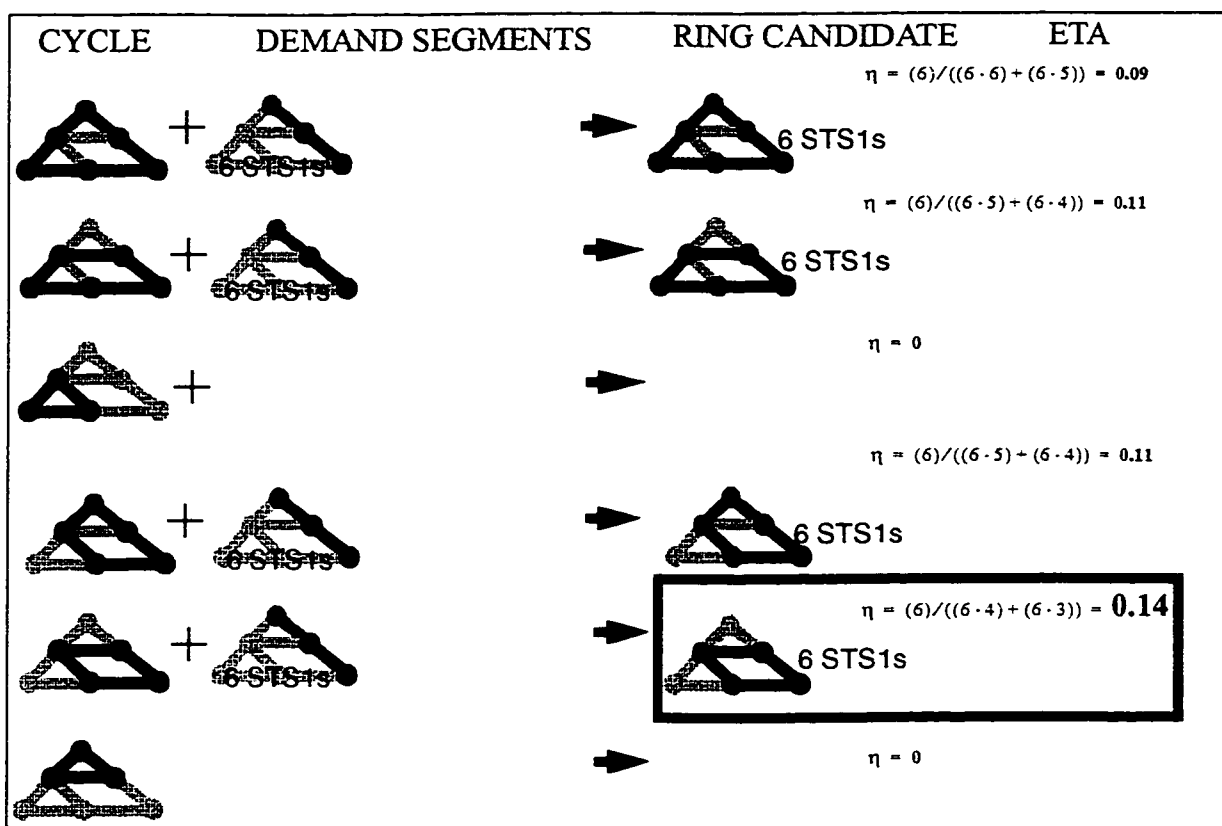 CYCLE DEMAND SEGMENTS RING CANDIDATE ETA
η = (6)/((6 · 6) + (6 · 5)) = 0.09
+ 6 STS1s 6 STS1s
η = (6)/((6 · 5) + (6 · 4)) = 0.11
+ 6 STS1s 6 STS1s
η = 0
+
η = (6)/((6 · 5) + (6 · 4)) = 0.11
+ 6 STS1s 6 STS1s
η = (6)/((6 · 4) + (6 · 3)) = 0.14
+ 6 STS1s 6 STS1s
η = 0